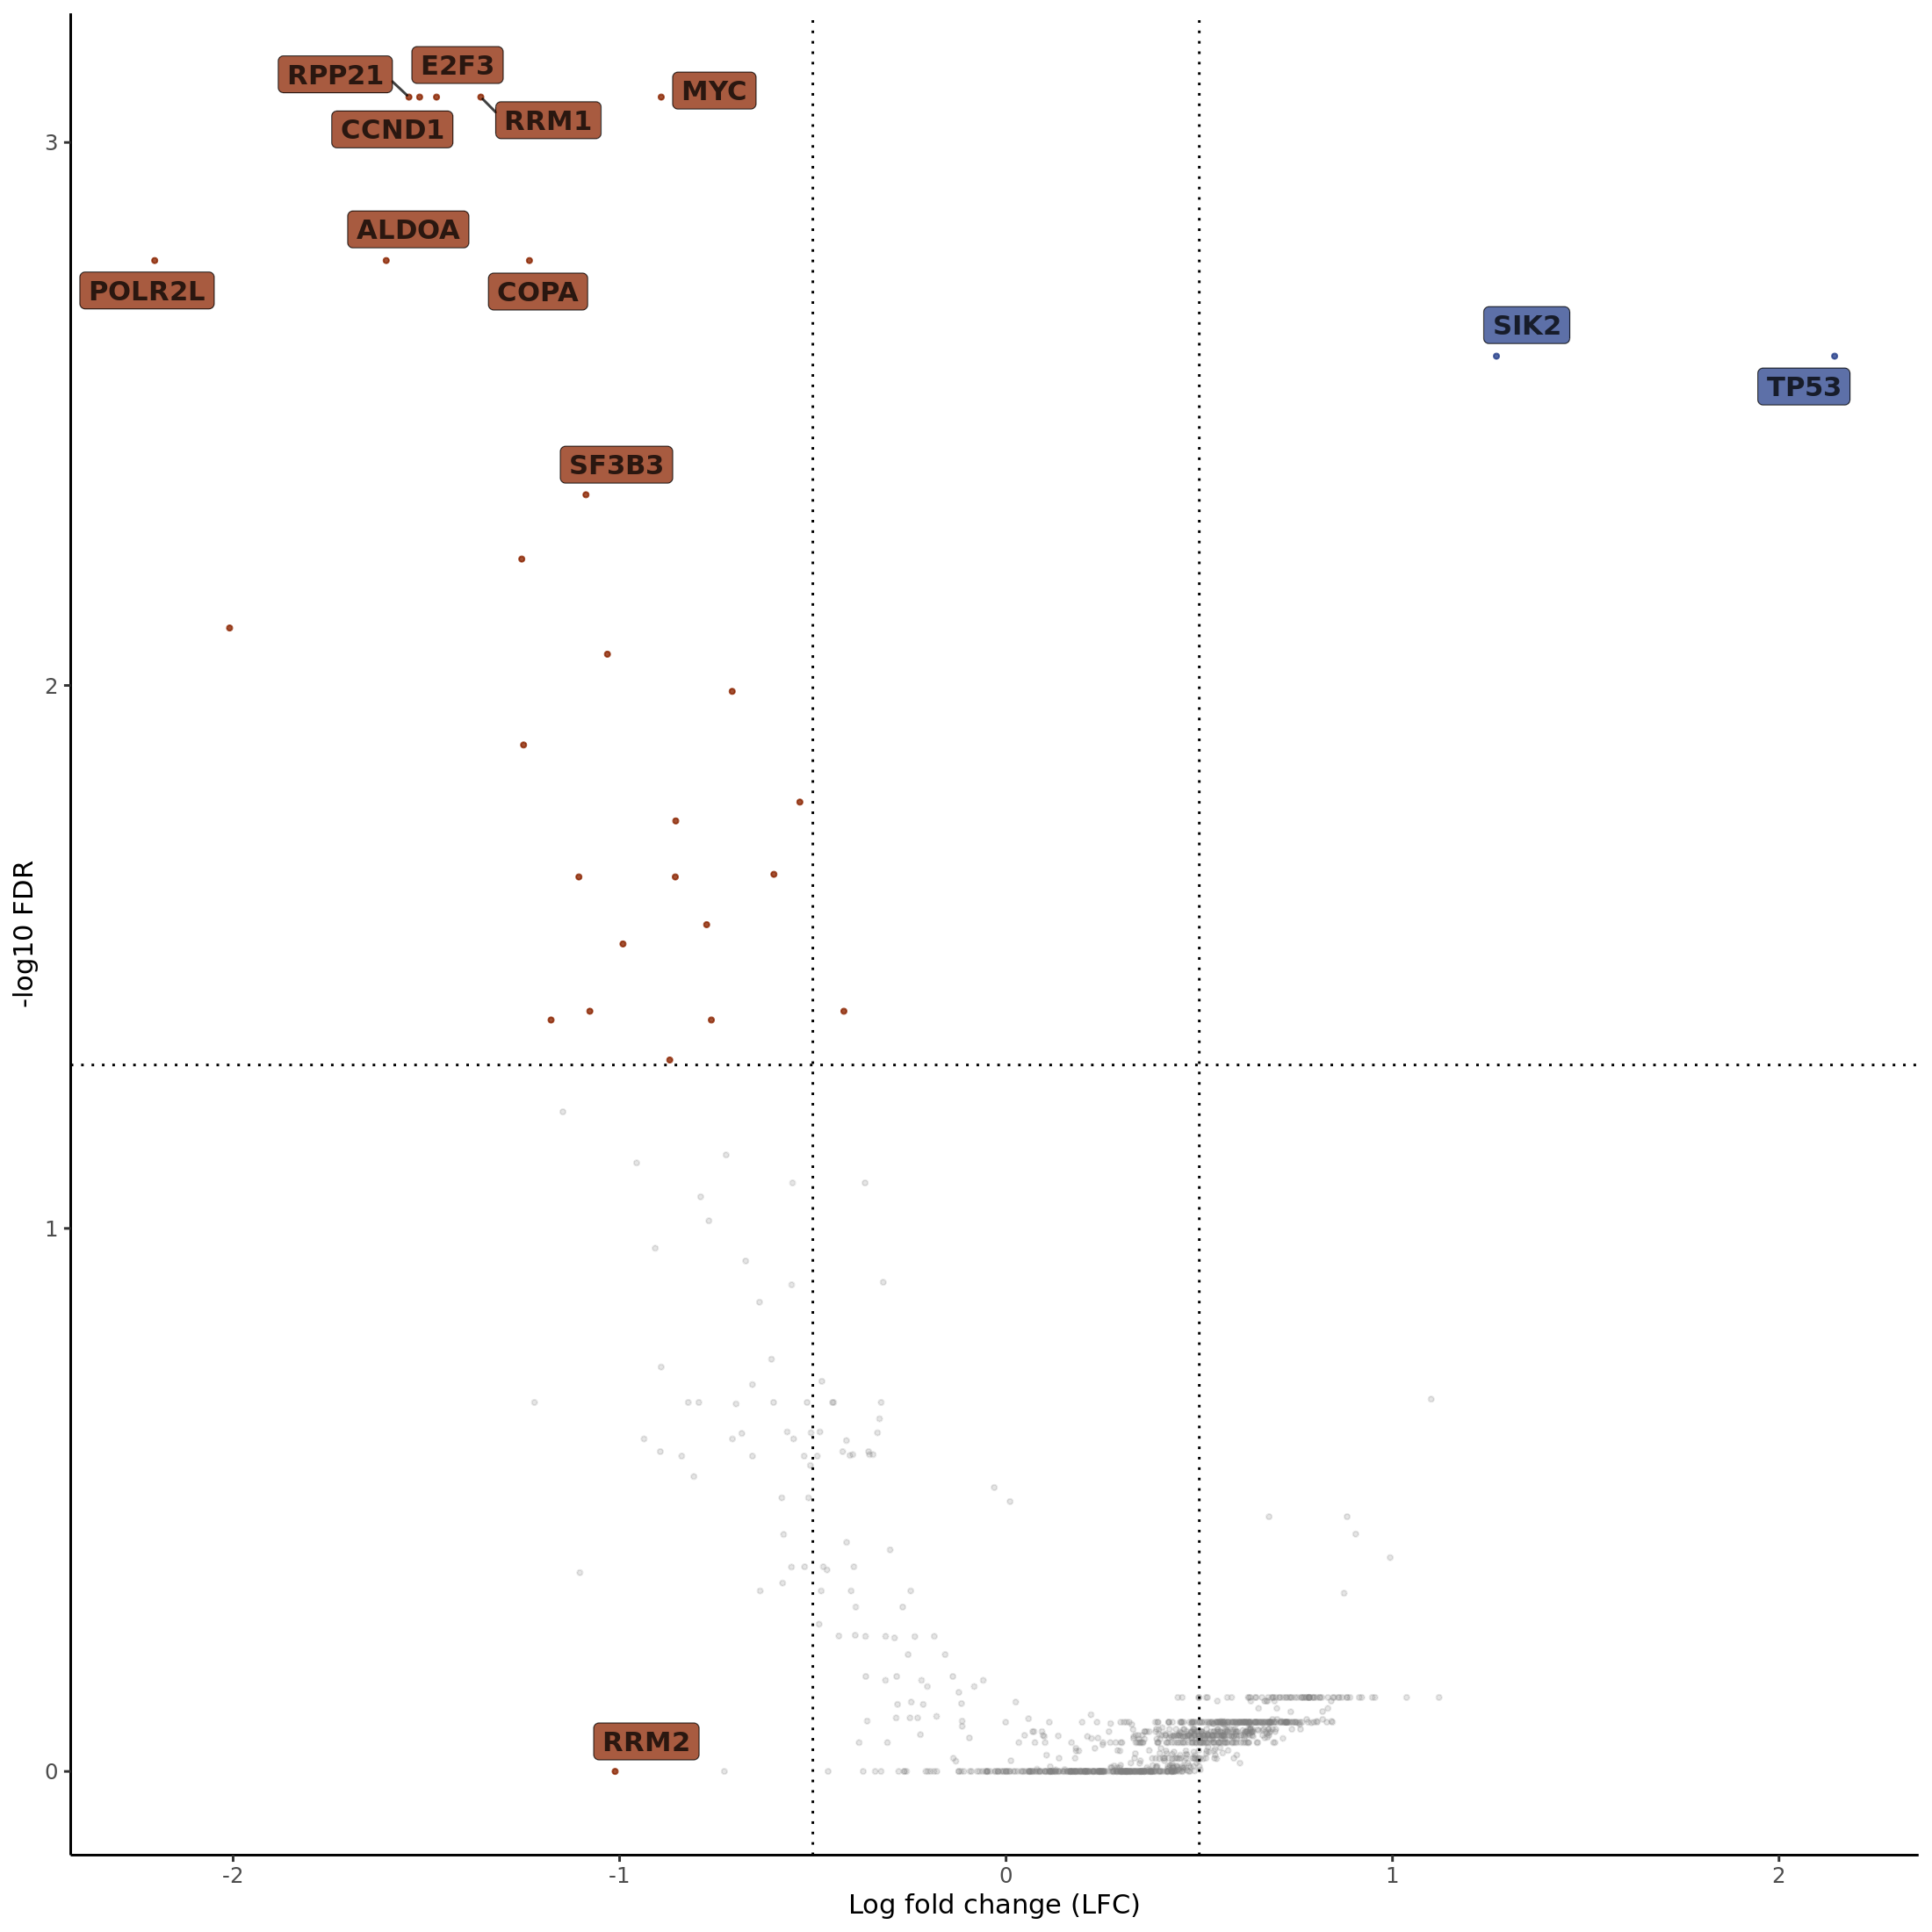 E2F3
RPP21
MYC
RRM1
CCND1
3
ALDOA
POLR2L
COPA
SIK2
TP53
SF3B3
2
-log10 FDR
1
RRM2
0
-2
-1
0
1
2
Log fold change (LFC)